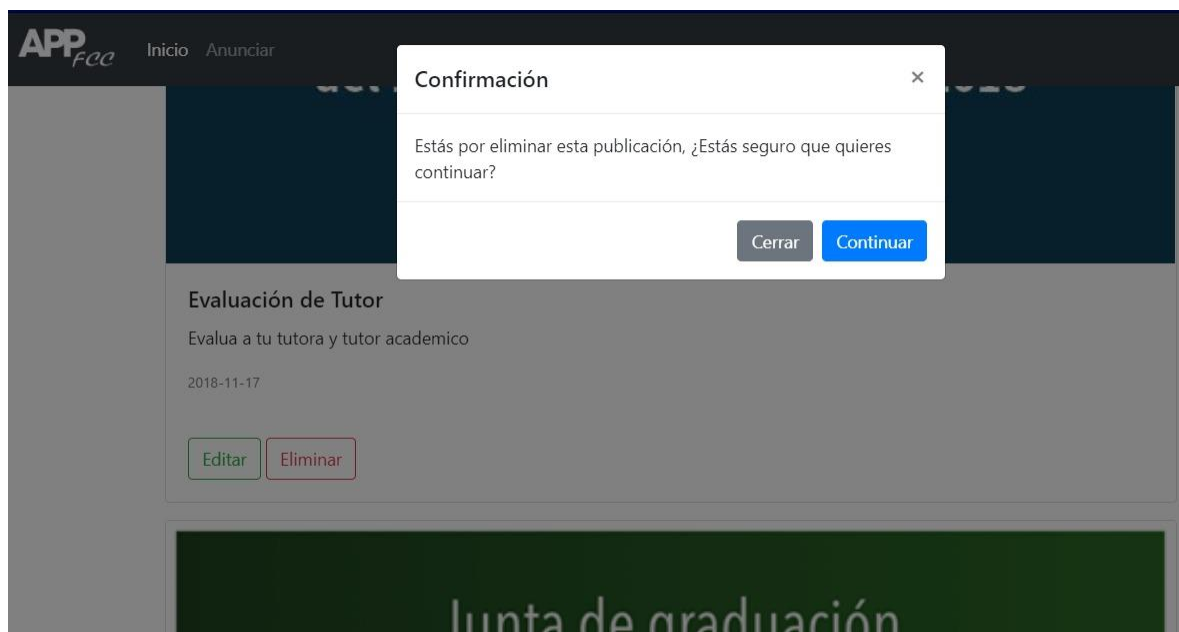 APP FCC Inicio Anunciar
Confirmación ×
Estás por eliminar esta publicación, ¿Estás seguro que quieres
continuar?
Cerrar Continuar
Evaluación de Tutor
Evalua a tu tutora y tutor academico
2018-11-17
Editar Eliminar
Junta de graduación